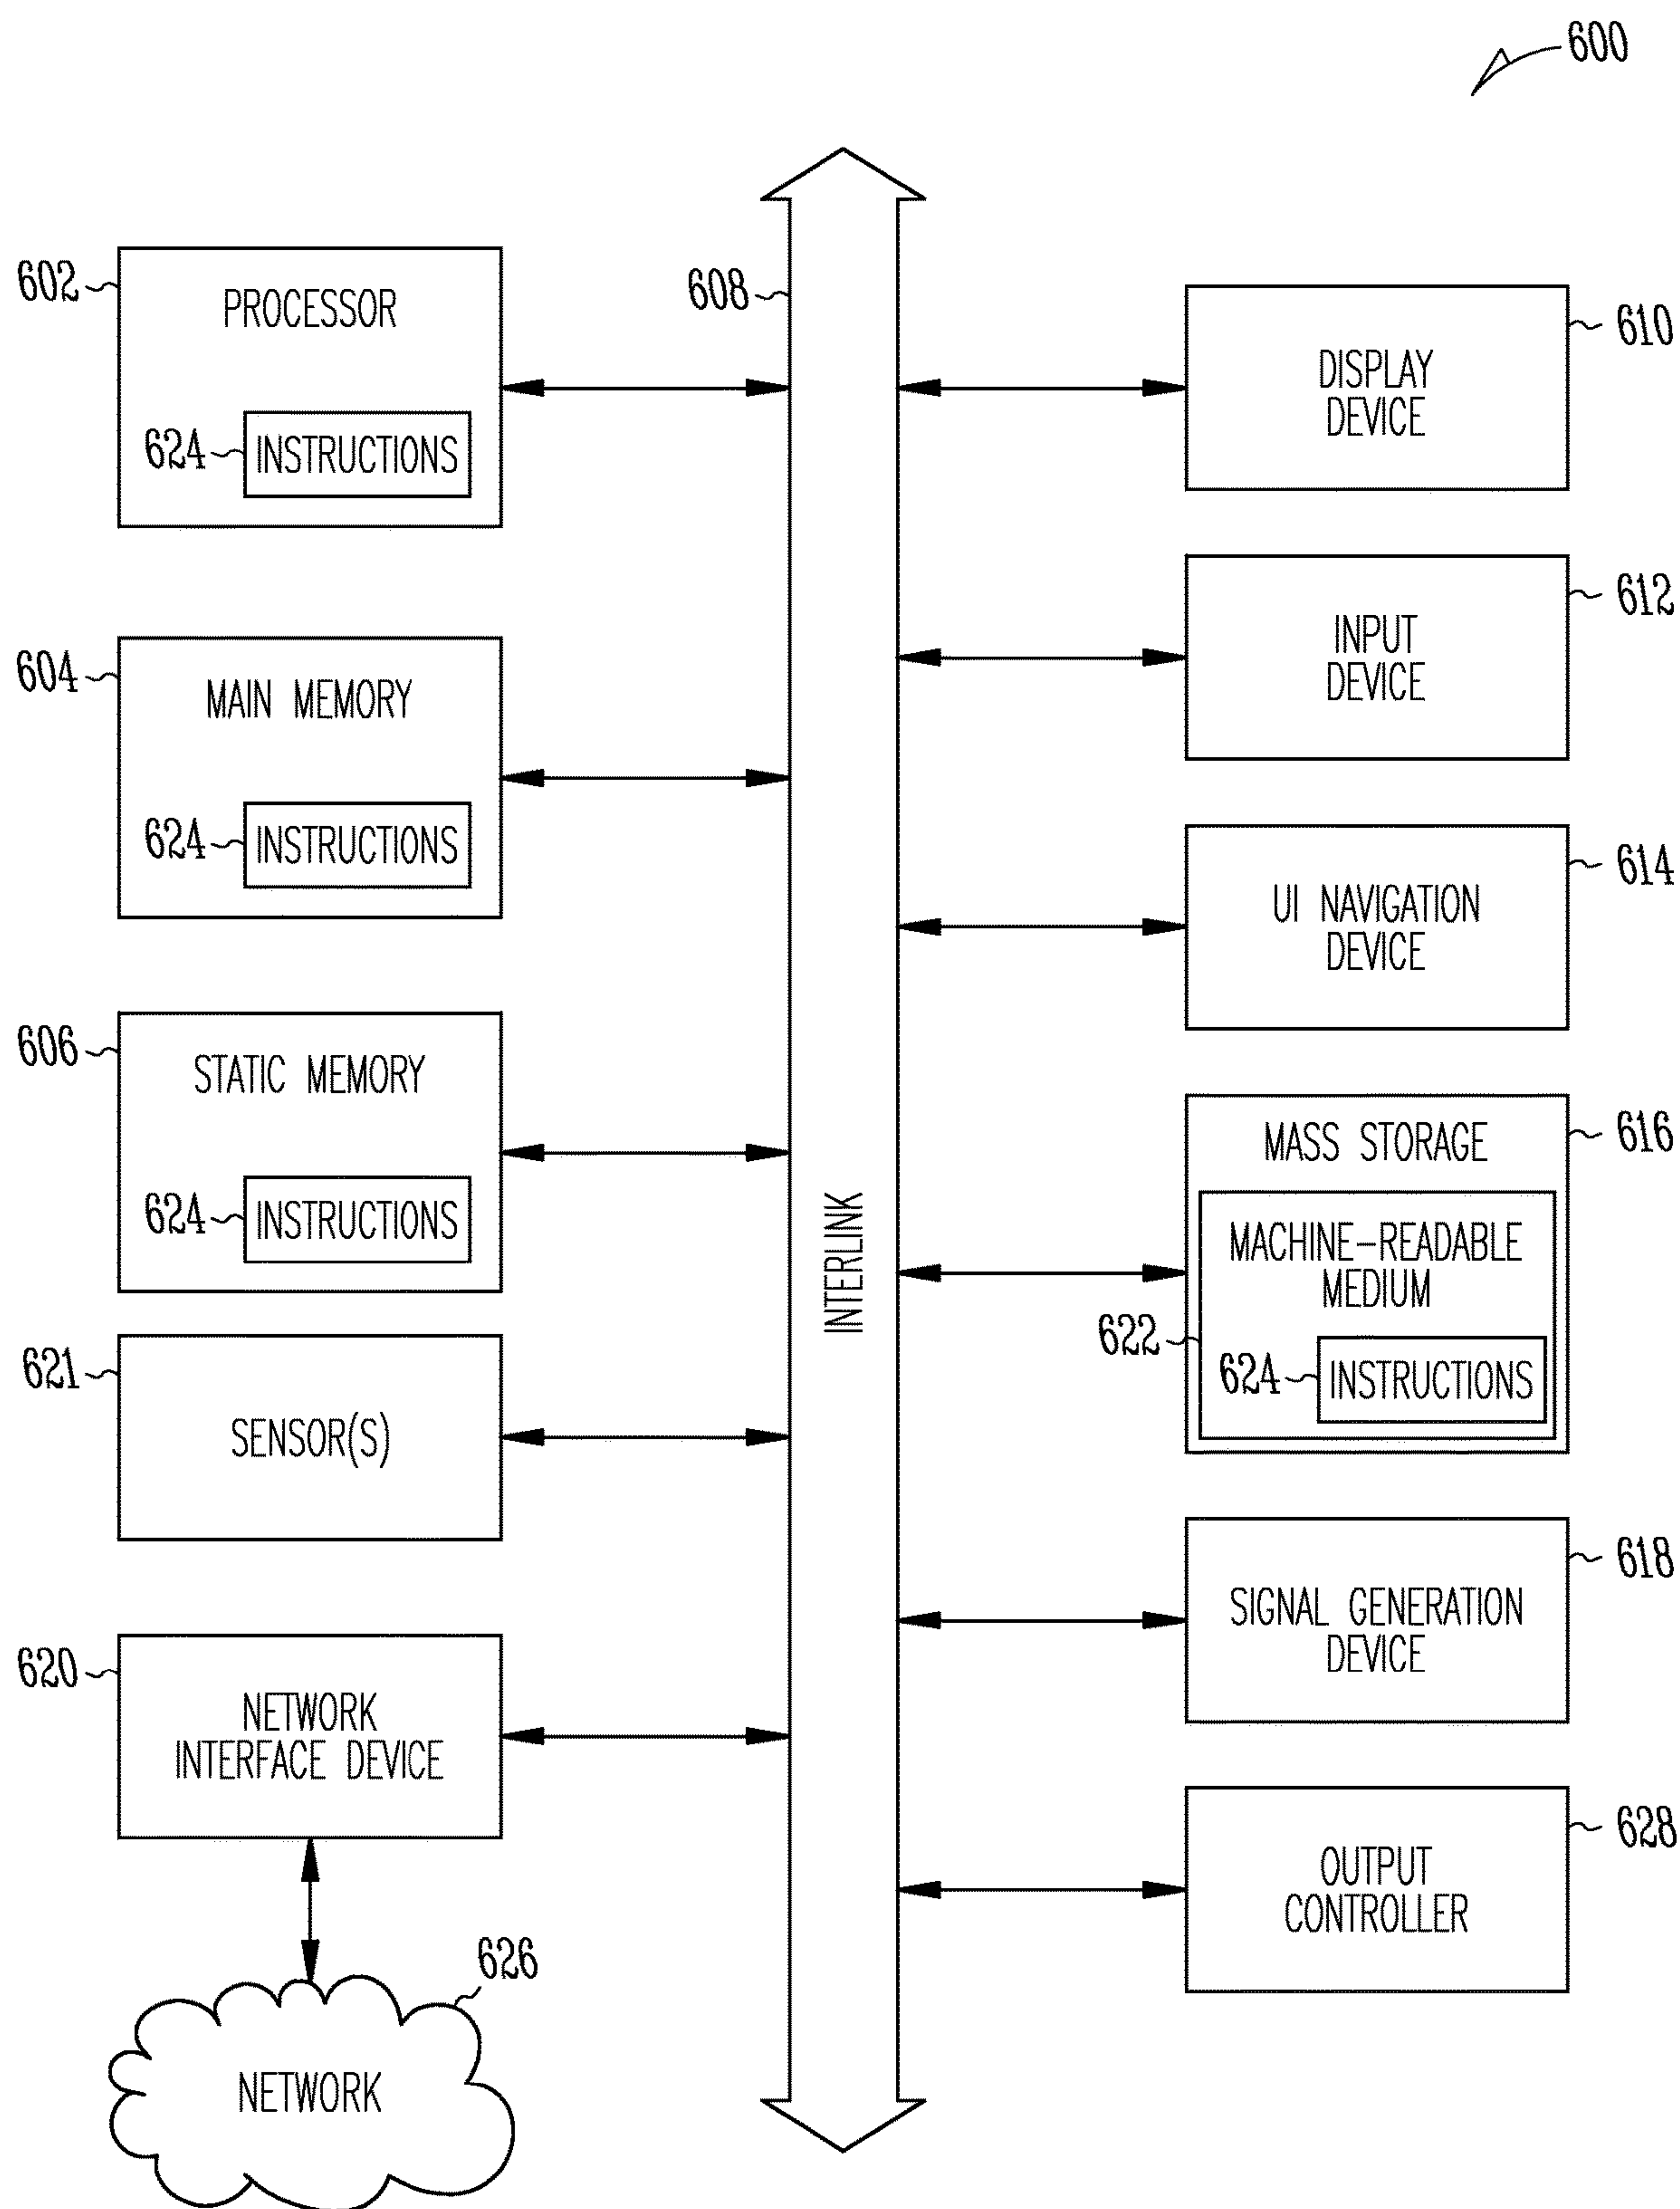 600
602
PROCESSOR
624
INSTRUCTIONS
604
MAIN MEMORY
624
INSTRUCTIONS
606
STATIC MEMORY
624
INSTRUCTIONS
621
SENSOR(S)
620
NETWORK
INTERFACE DEVICE
626
NETWORK
608
INTERLINK
610
DISPLAY
DEVICE
612
INPUT
DEVICE
614
UI NAVIGATION
DEVICE
616
MASS STORAGE
MACHINE-READABLE
MEDIUM
622
624
INSTRUCTIONS
618
SIGNAL GENERATION
DEVICE
628
OUTPUT
CONTROLLER